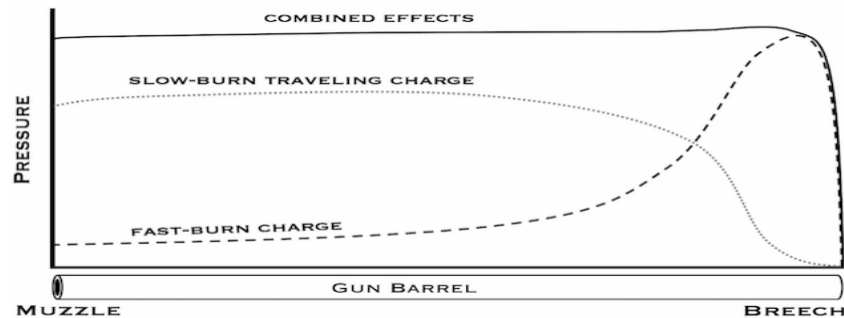 COMBINED EFFECTS
SLOW-BURN TRAVELING CHARGE
PRESSURE
FAST-BURN CHARGE
GUN BARREL
MUZZLE BREECH